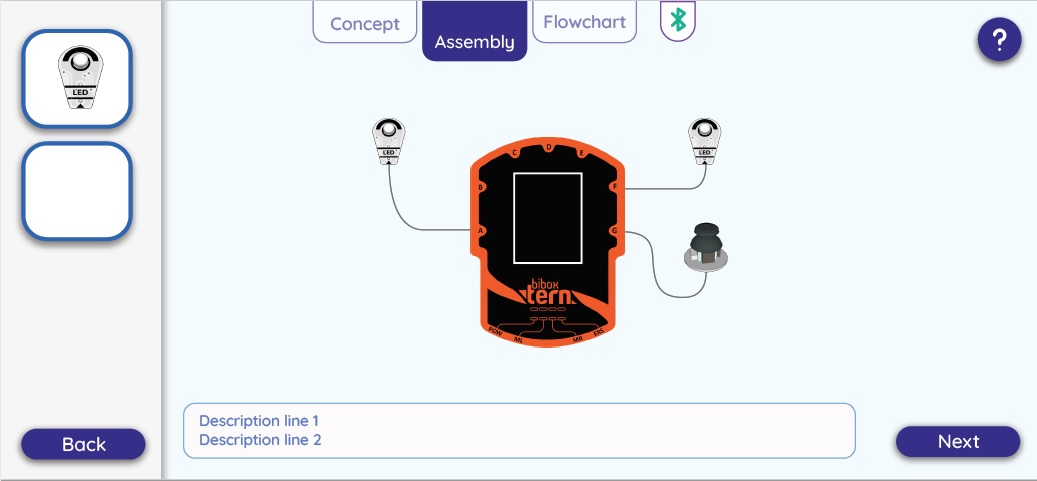 Concept
Assembly
Flowchart
?
LED
LED
LED
C
D
E
B
F
A
G
bibox
tern
POW
ML
MR
ERS
Description line 1
Description line 2
Back
Next